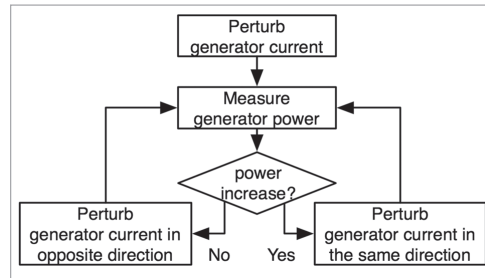 Perturb
generator current
Measure
generator power
power
increase?
Perturb
generator current in
opposite direction
No
Yes
Perturb
generator current in
the same direction